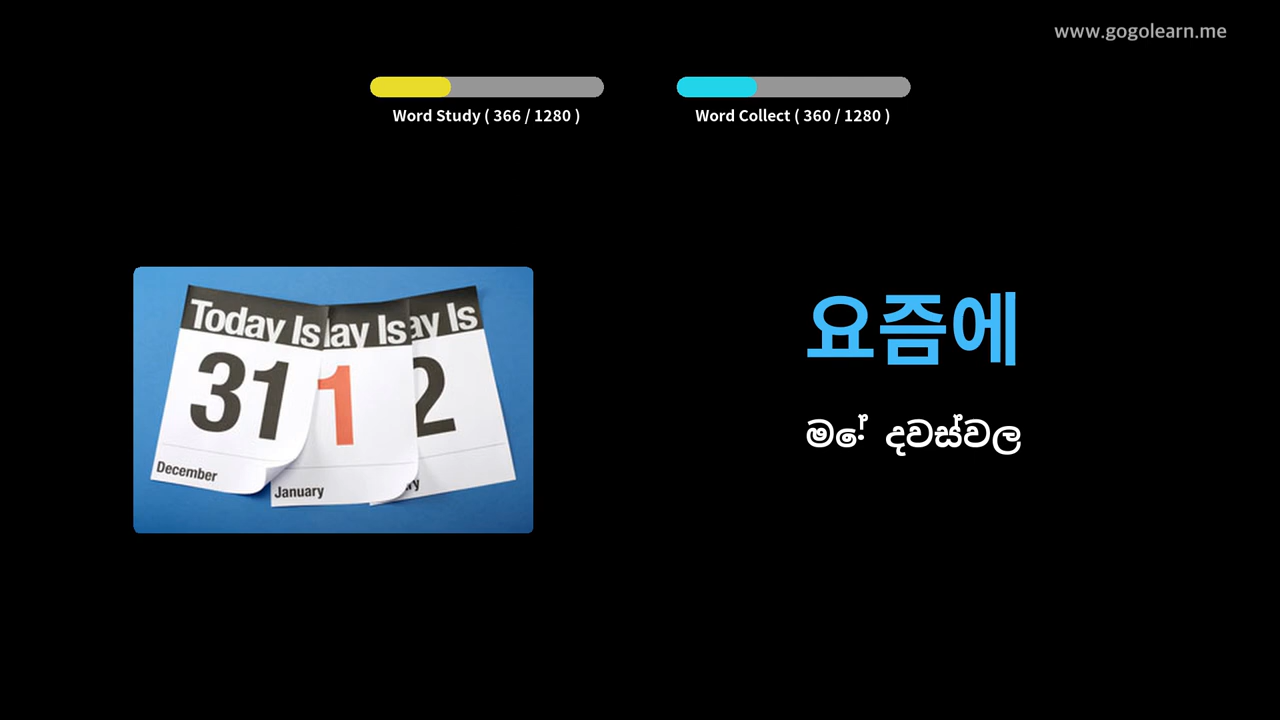 www.gogolearn.me
Word Study ( 366 / 1280 )
Word Collect ( 360 / 1280 )
Today Is
ay Is
ay Is
31
1
2
December
January
ry
요즘에
මේ දවස්වල